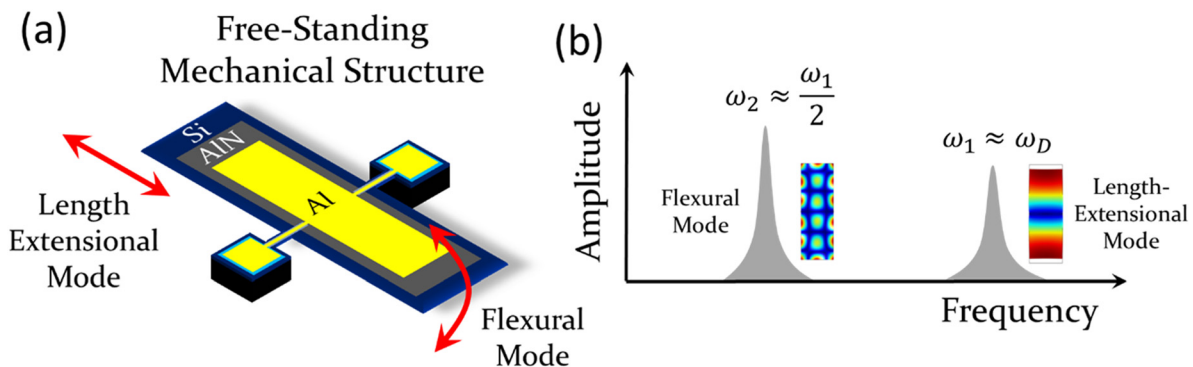 (a)
Free-Standing
Mechanical Structure
Si
AlN
Al
Length
Extensional
Mode
Flexural
Mode
(b)
Amplitude
ω₂ ≈ ω₁/2
ω₁ ≈ ω_D
Flexural
Mode
Length-
Extensional
Mode
Frequency